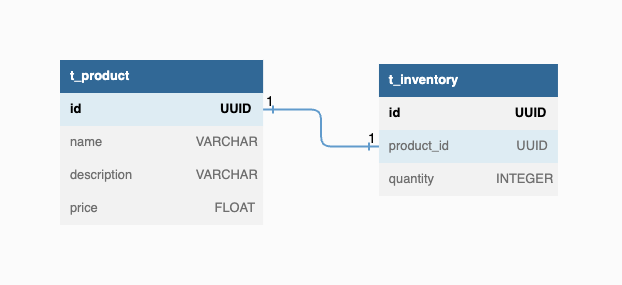 t_product
id UUID
name VARCHAR
description VARCHAR
price FLOAT
1
1
t_inventory
id UUID
product_id UUID
quantity INTEGER